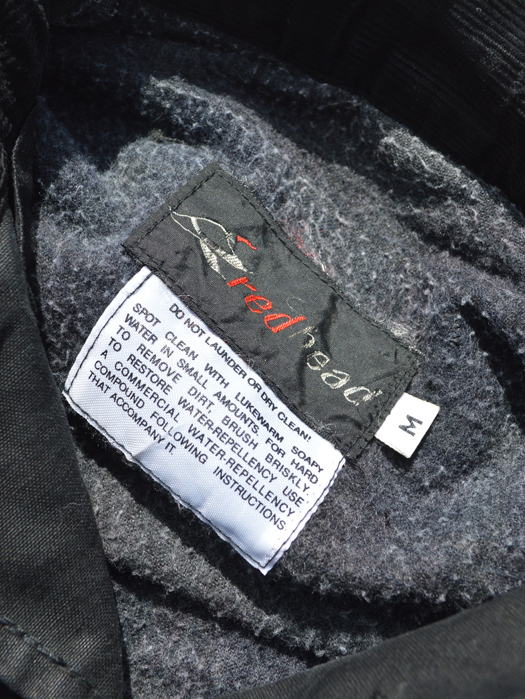 redhead
M
DO NOT LAUNDER OR DRY CLEAN!
SPOT CLEAN WITH LUKEWARM SOAPY
WATER IN SMALL AMOUNTS. FOR HARD
TO REMOVE DIRT BRUSH BRISKLY
TO RESTORE WATER-REPELLENCY USE
A COMMERCIAL WATER-REPELLENCY
COMPOUND FOLLOWING INSTRUCTIONS
THAT ACCOMPANY IT.